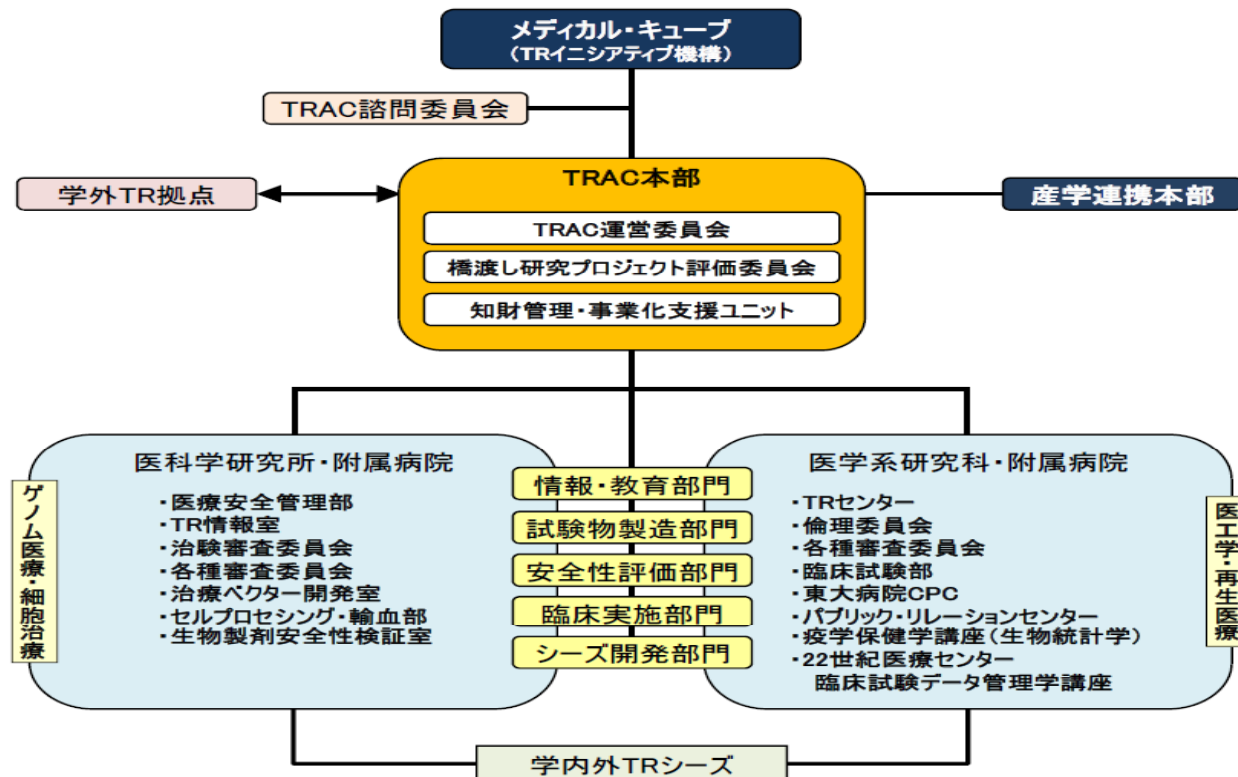 メディカル・キューブ
（TRイニシアティブ機構）
TRAC諮問委員会
TRAC本部
学外TR拠点
産学連携本部
TRAC運営委員会
橋渡し研究プロジェクト評価委員会
知財管理・事業化支援ユニット
医科学研究所・附属病院
・医療安全管理部
・TR情報室
・治験審査委員会
・各種審査委員会
・治療ベクター開発室
・セルプロセシング・輸血部
・生物製剤安全性検証室
ゲノム医療・細胞治療
情報・教育部門
試験物製造部門
安全性評価部門
臨床実施部門
シーズ開発部門
医学系研究科・附属病院
・TRセンター
・倫理委員会
・各種審査委員会
・臨床試験部
・東大病院CPC
・パブリック・リレーションセンター
・疫学保健学講座（生物統計学）
・22世紀医療センター
臨床試験データ管理学講座
医工学・再生医療
学内外TRシーズ